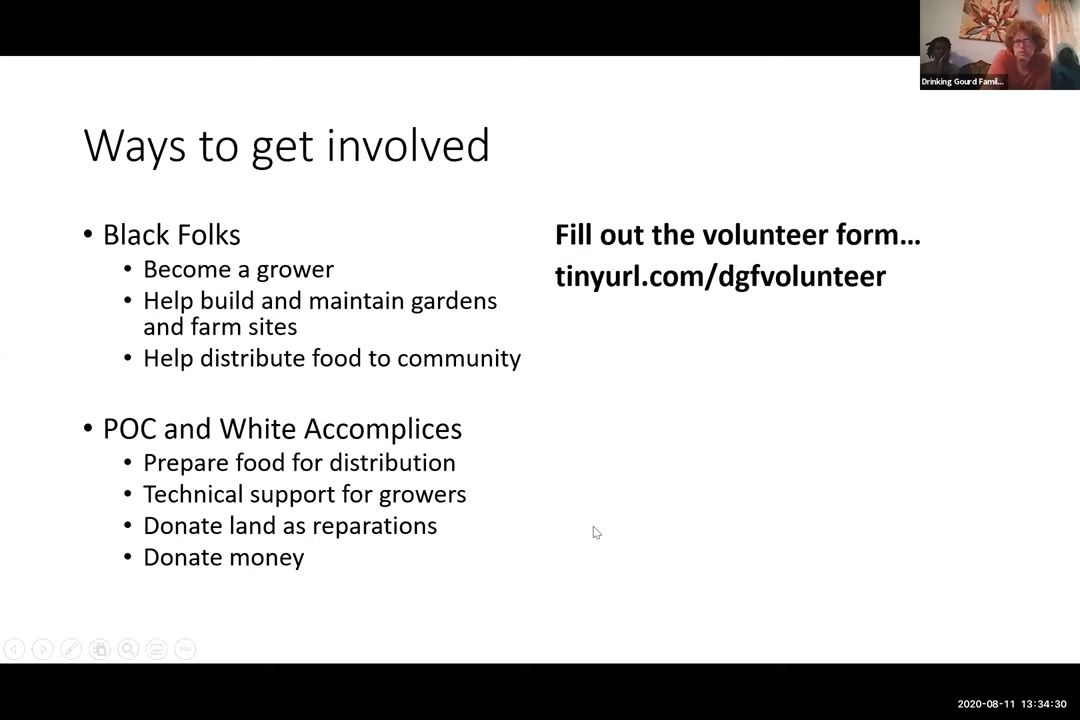 Drinking Gourd Famil...
Ways to get involved
• Black Folks
• Become a grower
• Help build and maintain gardens
and farm sites
• Help distribute food to community
• POC and White Accomplices
• Prepare food for distribution
• Technical support for growers
• Donate land as reparations
• Donate money
Fill out the volunteer form…
tinyurl.com/dgfvolunteer
2020-08-11 13:34:30